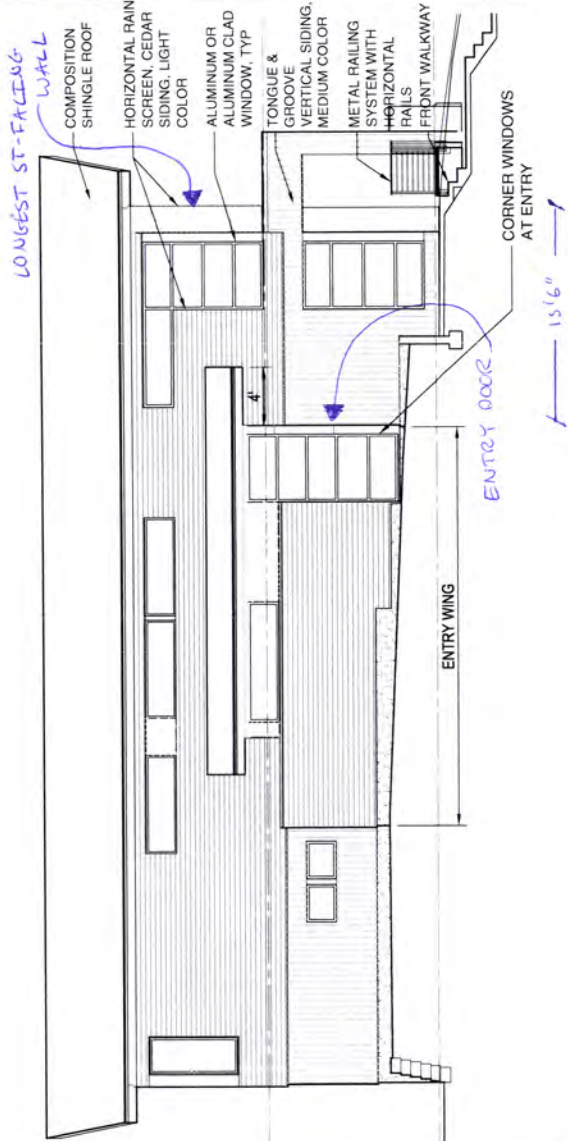 LONGEST ST-FACING
WALL
COMPOSITION
SHINGLE ROOF
HORIZONTAL RAIN
SCREEN, CEDAR
SIDING, LIGHT
COLOR
ALUMINUM OR
ALUMINUM CLAD
WINDOW, TYP
TONGUE &
GROOVE
VERTICAL SIDING,
MEDIUM COLOR
METAL RAILING
SYSTEM WITH
HORIZONTAL
RAILS
FRONT WALKWAY
4'
CORNER WINDOWS
AT ENTRY
ENTRY DOOR
ENTRY WING
13'6"